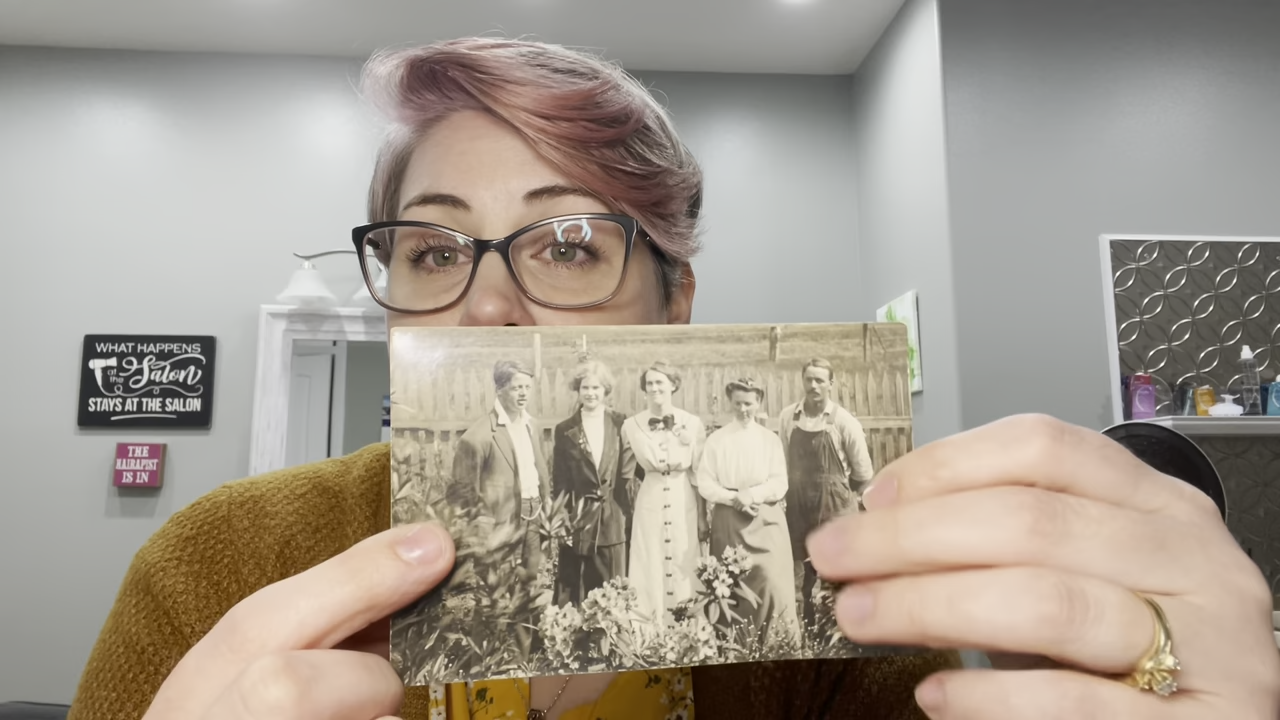 WHAT HAPPENS
at the Salon
STAYS AT THE SALON
THE
HAIRAPIST
IS IN